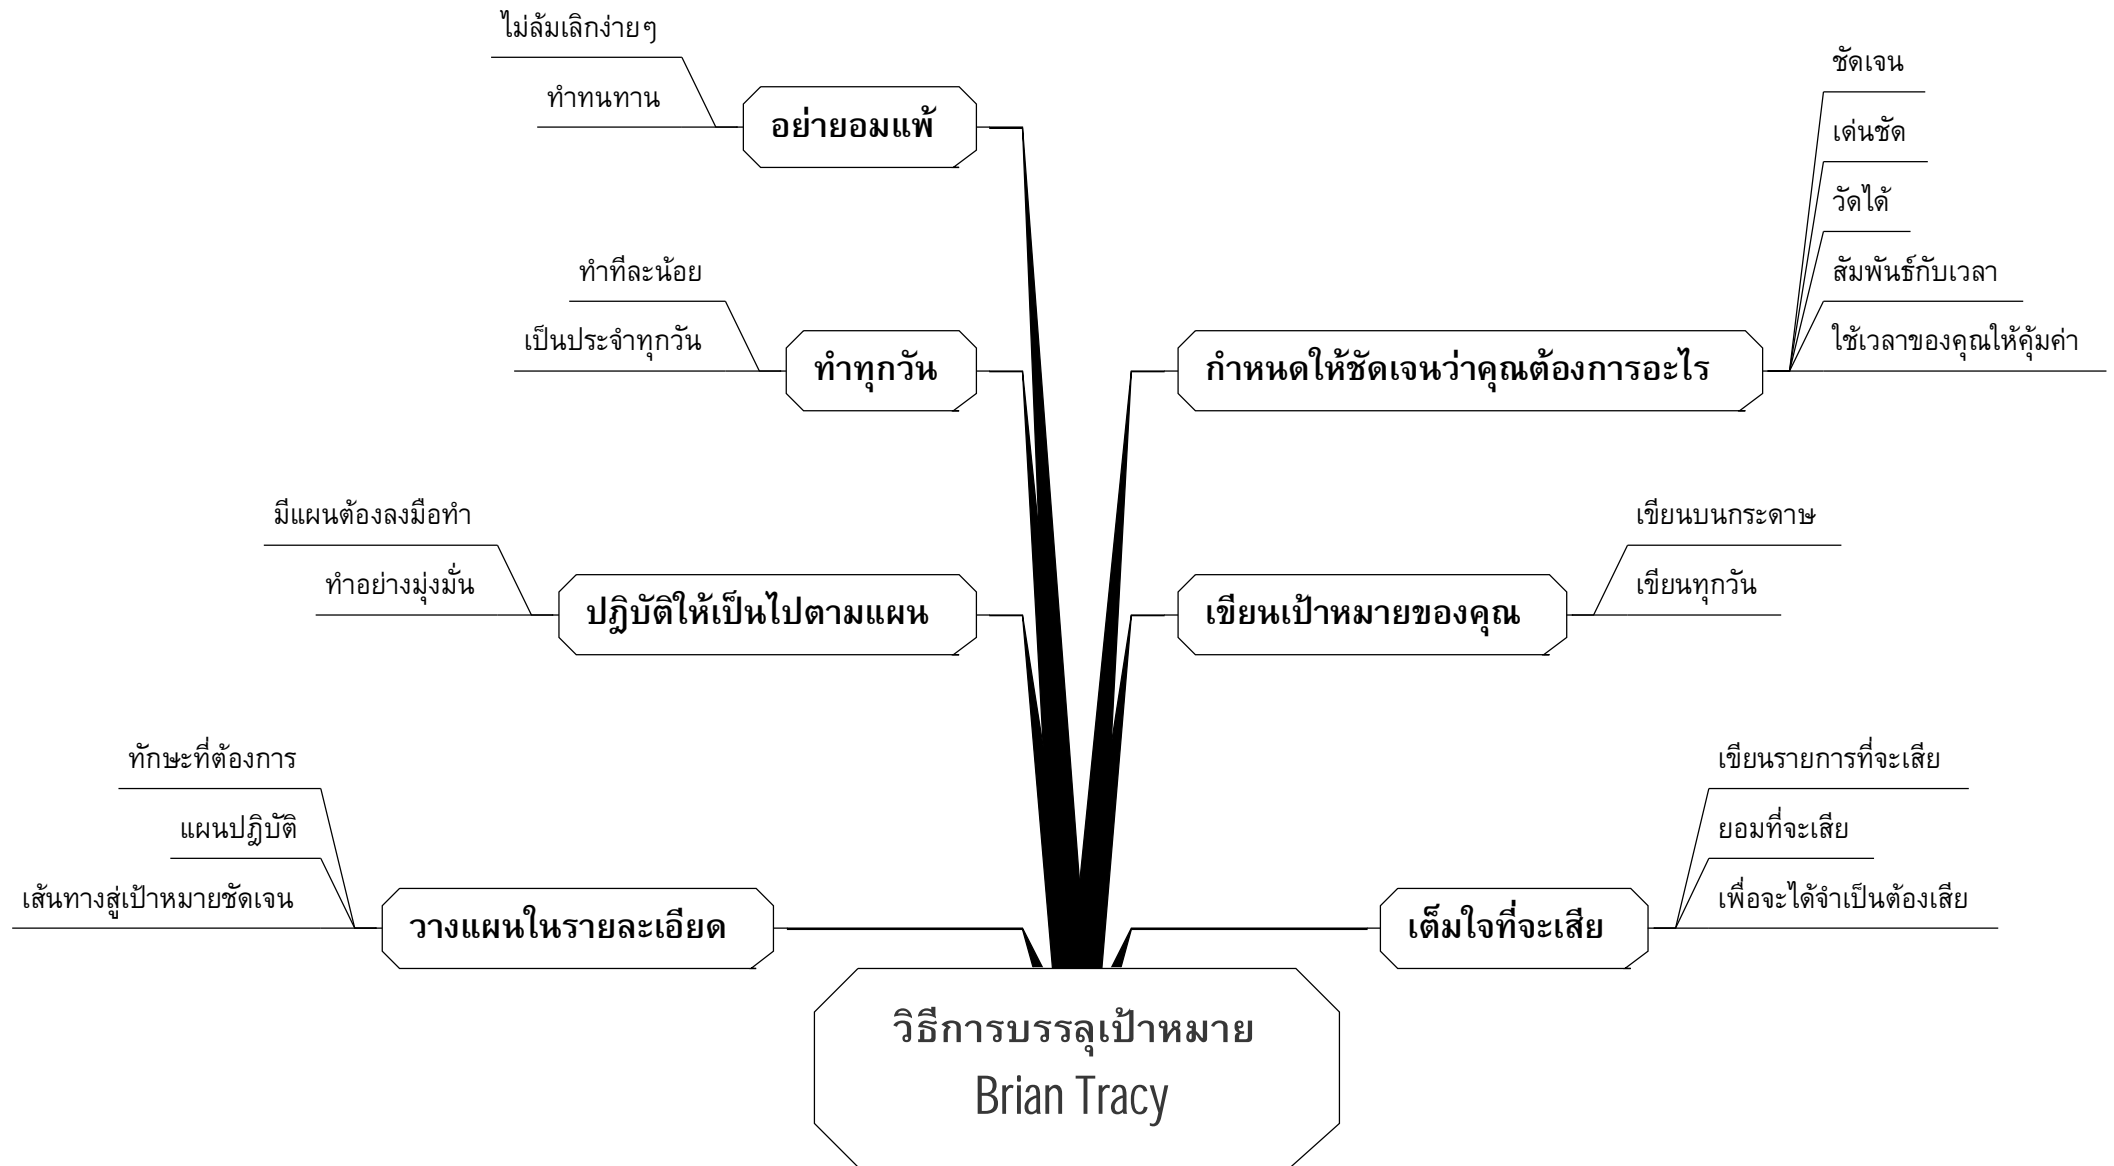 ไม่ล้มเลิกง่ายๆ
ทำทนทาน
อย่ายอมแพ้
ทำทีละน้อย
เป็นประจำทุกวัน
ทำทุกวัน
มีแผนต้องลงมือทำ
ทำอย่างมุ่งมั่น
ปฎิบัติให้เป็นไปตามแผน
ทักษะที่ต้องการ
แผนปฎิบัติ
เส้นทางสู่เป้าหมายชัดเจน
วางแผนในรายละเอียด
ชัดเจน
เด่นชัด
วัดได้
สัมพันธ์กับเวลา
ใช้เวลาของคุณให้คุ้มค่า
กำหนดให้ชัดเจนว่าคุณต้องการอะไร
เขียนบนกระดาษ
เขียนทุกวัน
เขียนเป้าหมายของคุณ
เขียนรายการที่จะเสีย
ยอมที่จะเสีย
เพื่อจะได้จำเป็นต้องเสีย
เต็มใจที่จะเสีย
วิธีการบรรลุเป้าหมาย
Brian Tracy